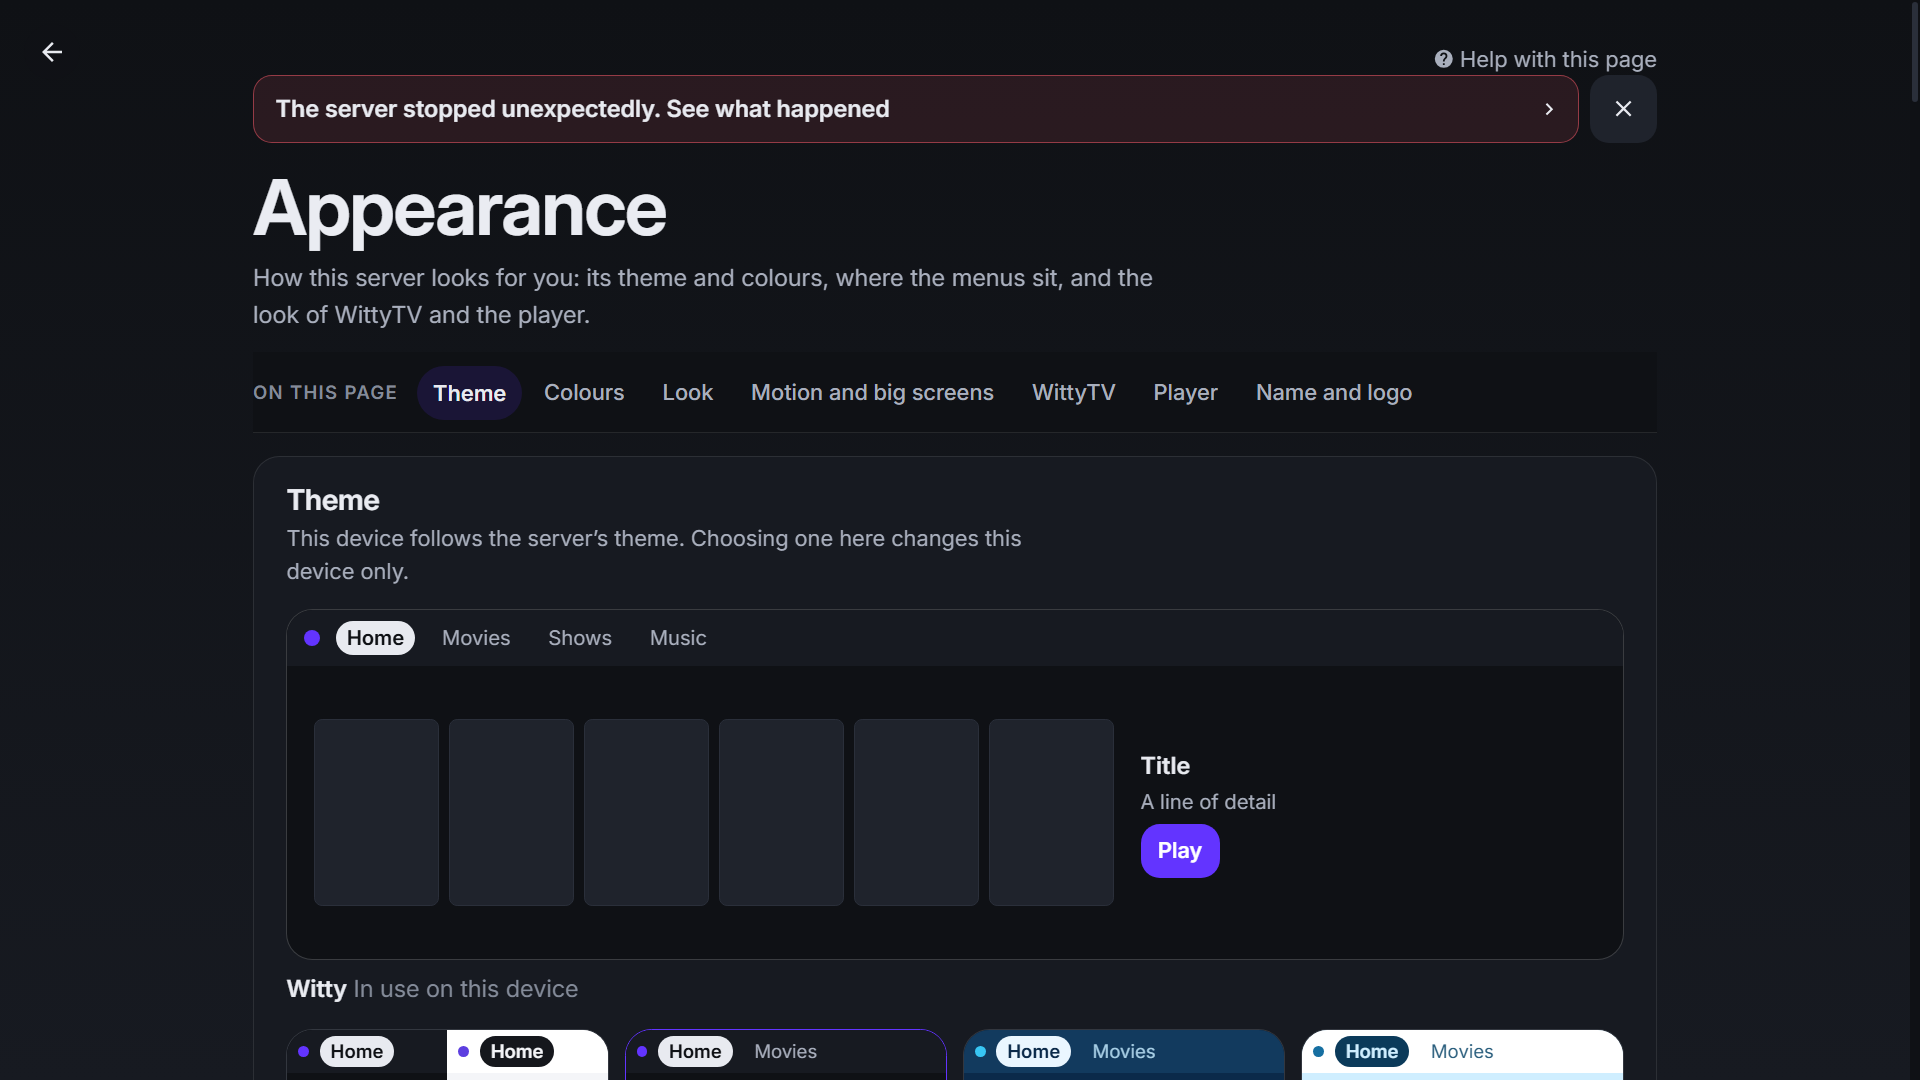 Help with this page
The server stopped unexpectedly. See what happened
Appearance
How this server looks for you: its theme and colours, where the menus sit, and the
look of WittyTV and the player.
ON THIS PAGE Theme Colours Look Motion and big screens WittyTV Player Name and logo
Theme
This device follows the server’s theme. Choosing one here changes this
device only.
Home Movies Shows Music
Title
A line of detail
Play
Witty In use on this device
Home Home Home Movies Home Movies Home Movies